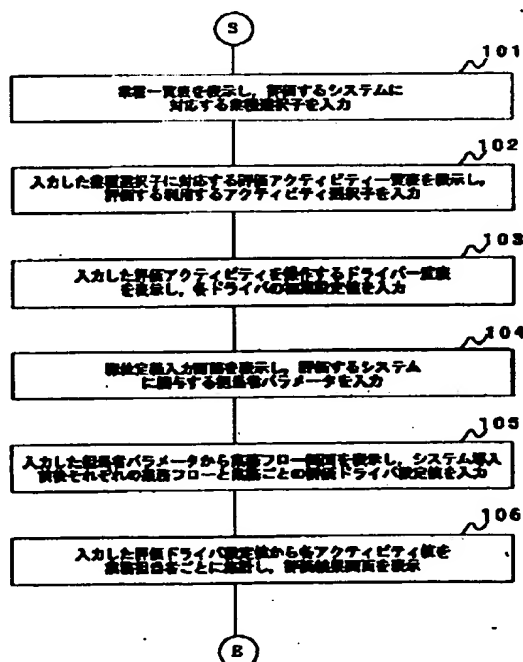 S
101
業種一覧表を表示し,評価するシステムに
対応する業種選択子を入力
102
入力した業種選択子に対応する評価アクティビティ一覧表を表示し,
評価する利用するアクティビティ選択子を入力
103
入力した評価アクティビティを操作するドライバ一覧表
を表示し,各ドライバの初期設定値を入力
104
入力画面を表示し,評価するシステム
に関与する担当者パラメータを入力
105
入力した担当者パラメータから業務フロー画面を表示し,システム導入
前後それぞれの業務フローと業務ごとの評価ドライバ設定値を入力
106
入力した評価ドライバ設定値から各アクティビティ値を
業務担当者ごとに集計し,評価結果画面を表示
E